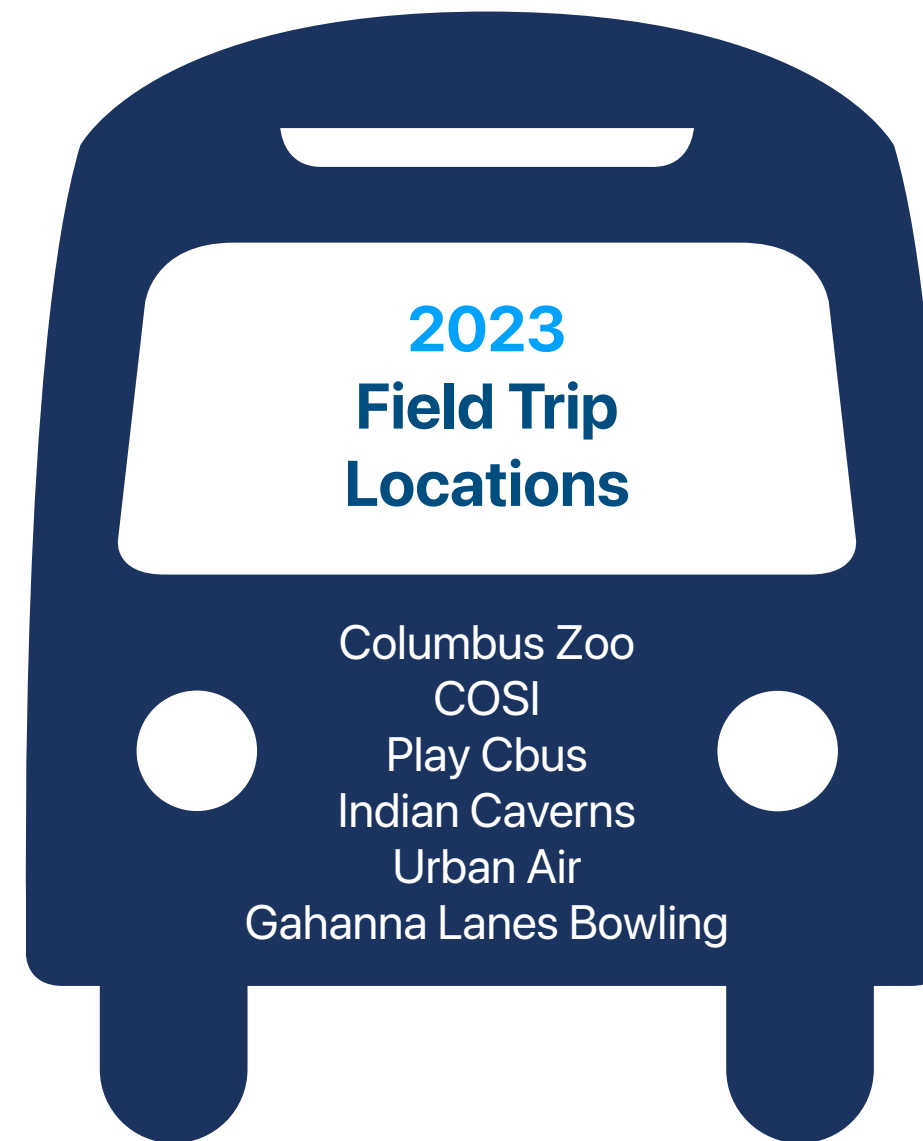 2023
Field Trip
Locations
Columbus Zoo
COSI
Play Cbus
Indian Caverns
Urban Air
Gahanna Lanes Bowling